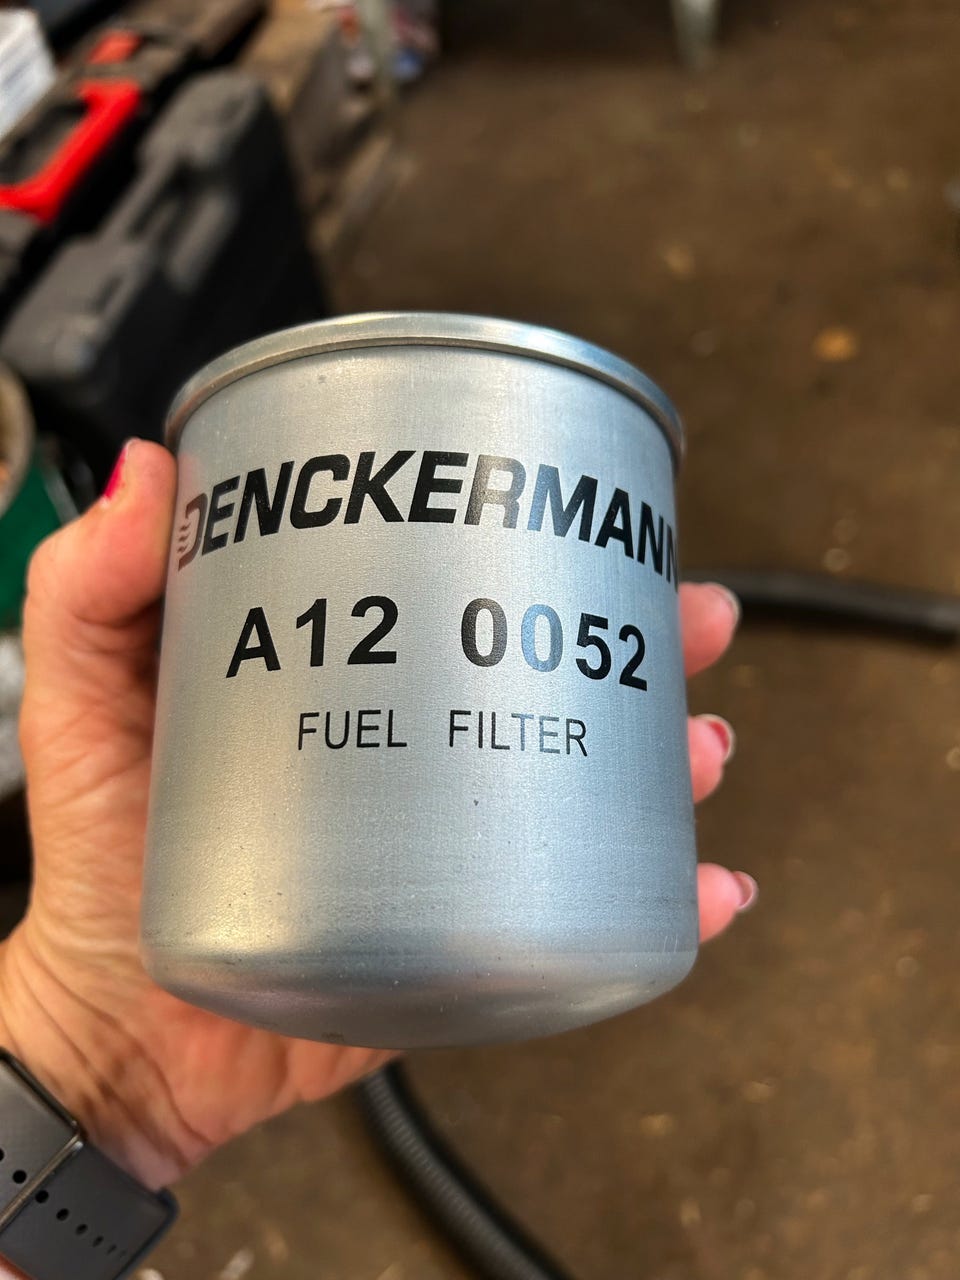 DENCKERMANN
A12 0052
FUEL FILTER